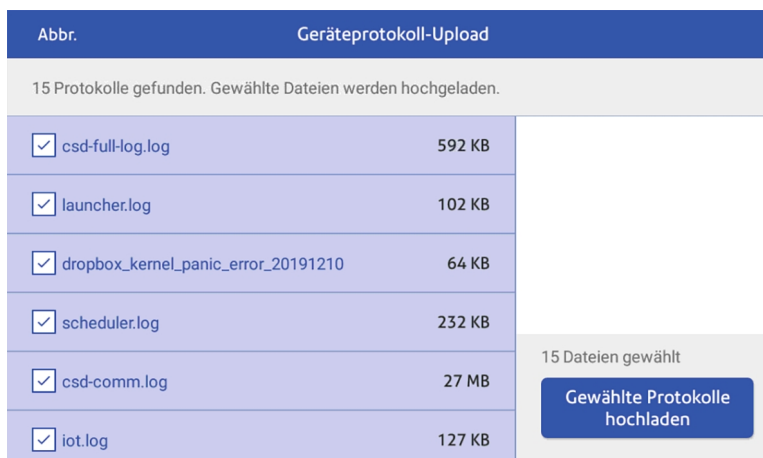 Abbr.
Geräteprotokoll-Upload
15 Protokolle gefunden. Gewählte Dateien werden hochgeladen.
csd-full-log.log 592 KB
launcher.log 102 KB
dropbox_kernel_panic_error_20191210 64 KB
scheduler.log 232 KB
csd-comm.log 27 MB
iot.log 127 KB
15 Dateien gewählt
Gewählte Protokolle
hochladen